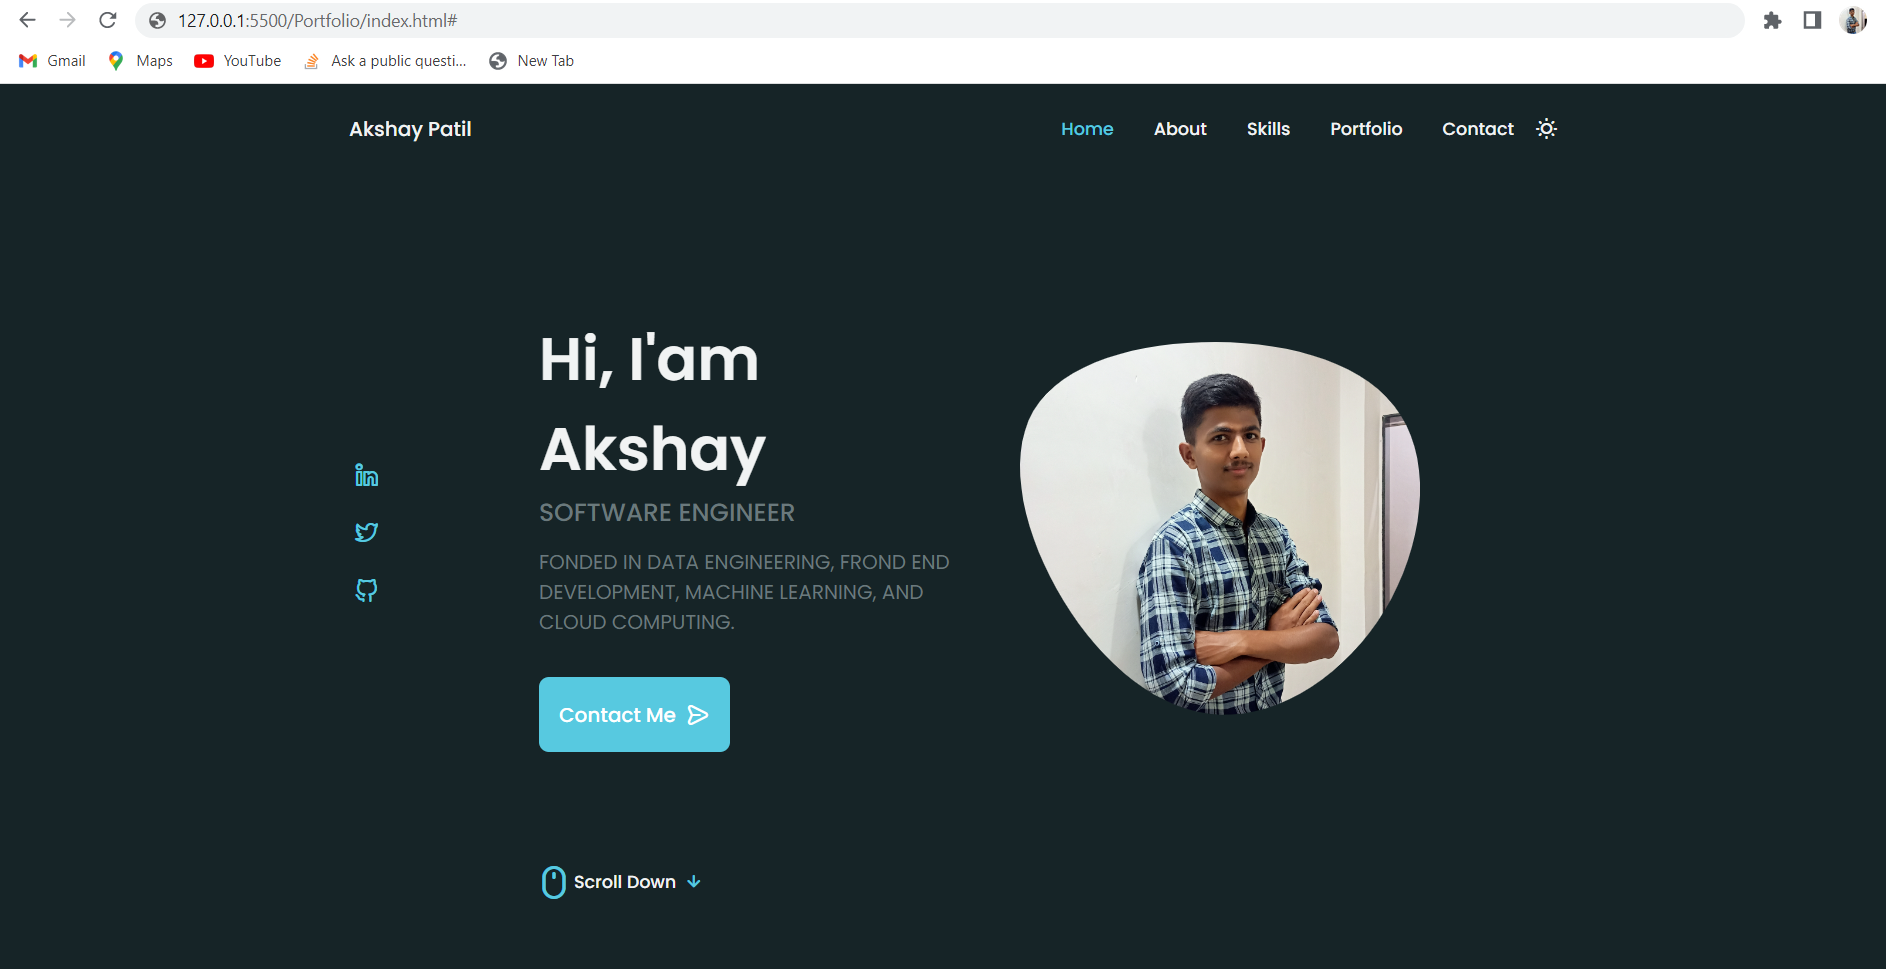 127.0.0.1:5500/Portfolio/index.html#
Gmail Maps YouTube Ask a public questi... New Tab
Akshay Patil Home About Skills Portfolio Contact
Hi, I'am
Akshay
SOFTWARE ENGINEER
FONDED IN DATA ENGINEERING, FROND END
DEVELOPMENT, MACHINE LEARNING, AND
CLOUD COMPUTING.
Contact Me
Scroll Down